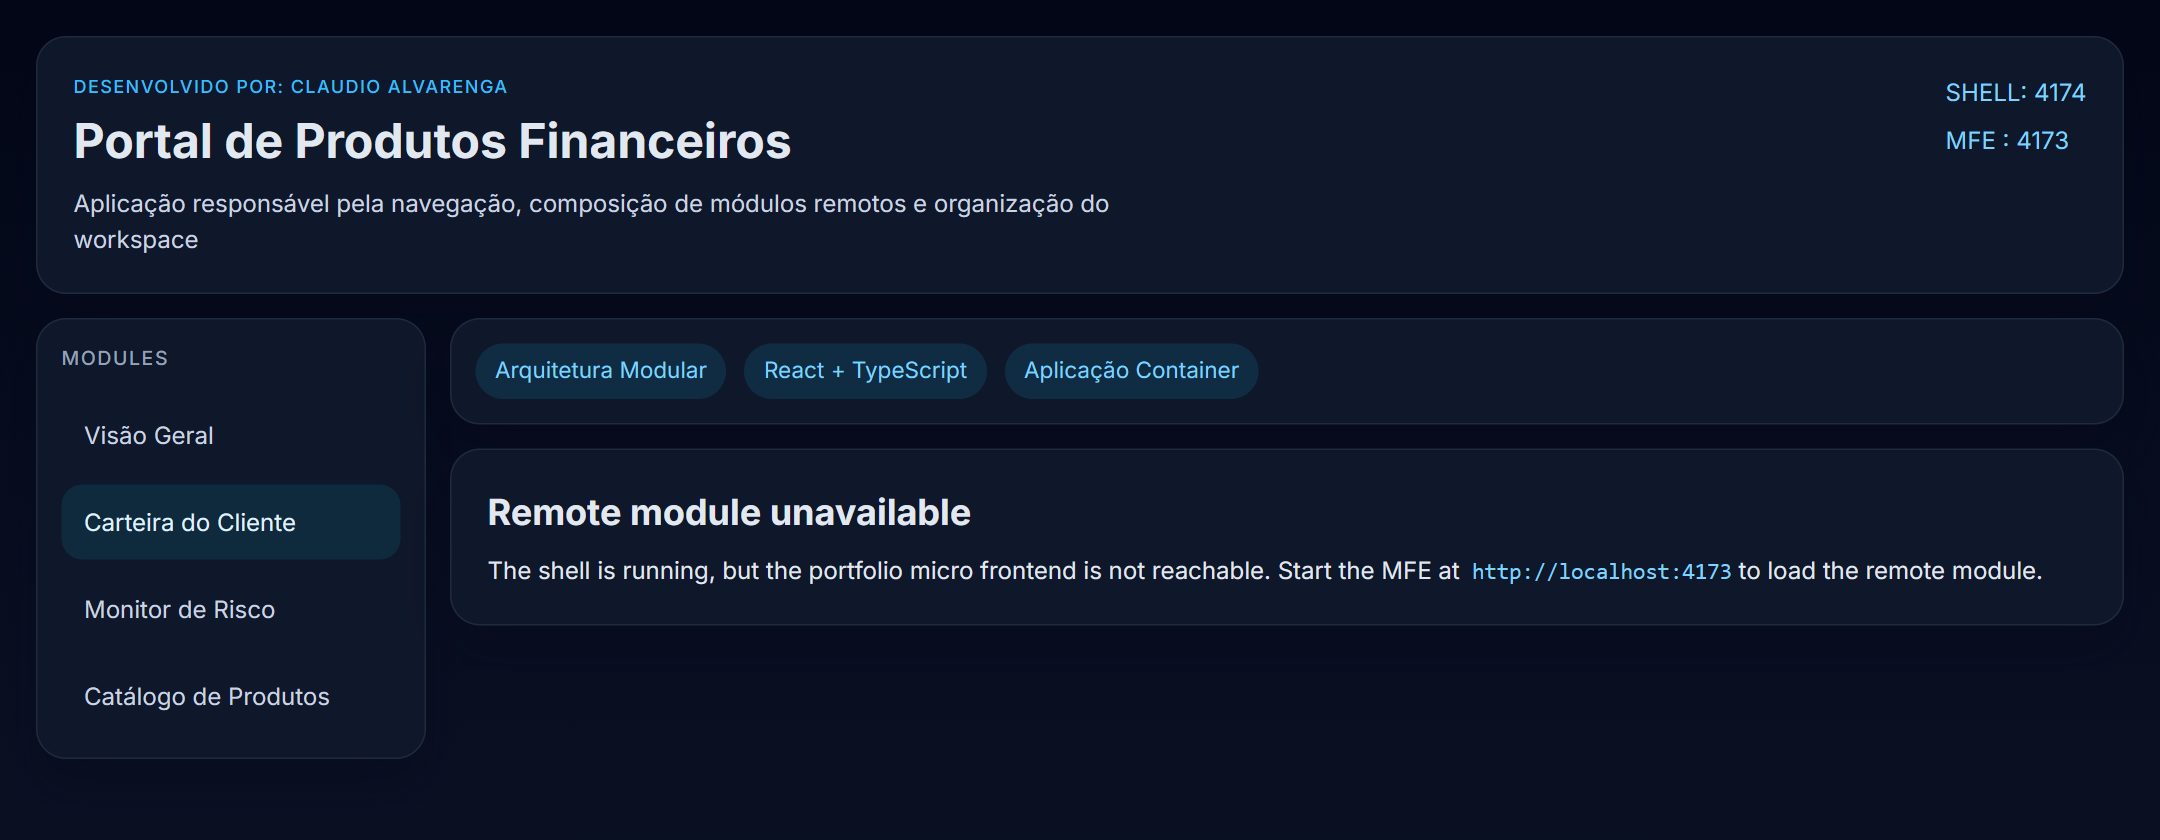 DESENVOLVIDO POR: CLAUDIO ALVARENGA
Portal de Produtos Financeiros
Aplicação responsável pela navegação, composição de módulos remotos e organização do
workspace
SHELL: 4174
MFE : 4173
MODULES
Visão Geral
Carteira do Cliente
Monitor de Risco
Catálogo de Produtos
Arquitetura Modular
React + TypeScript
Aplicação Container
Remote module unavailable
The shell is running, but the portfolio micro frontend is not reachable. Start the MFE at http://localhost:4173 to load the remote module.